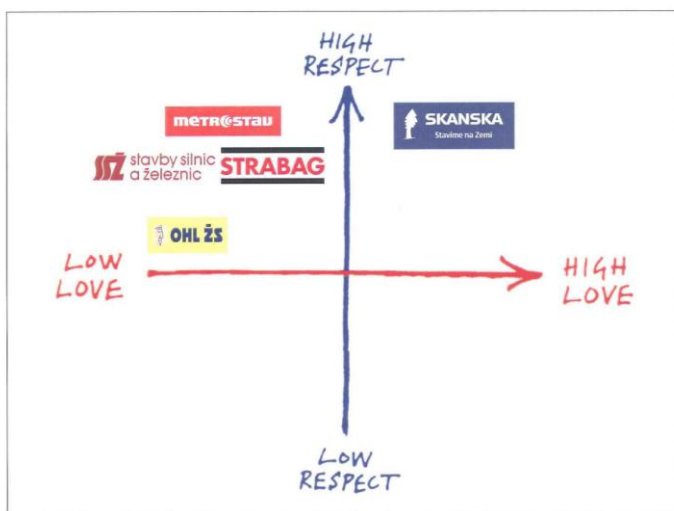 HIGH
RESPECT
METROSTAV
SKANSKA
Stavíme na Zemi
SSŽ stavby silnic
a železnic
STRABAG
OHL ŽS
LOW
LOVE
HIGH
LOVE
LOW
RESPECT